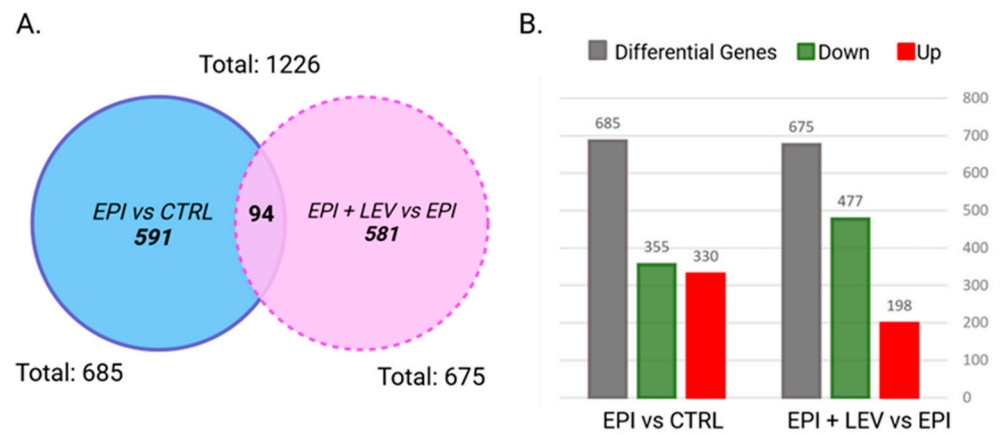 A.
Total: 1226
EPI vs CTRL
591
94
EPI + LEV vs EPI
581
Total: 685
Total: 675
B.
Differential Genes Down Up
800
700
600
500
400
300
200
100
0
685
355
330
675
477
198
EPI vs CTRL
EPI + LEV vs EPI